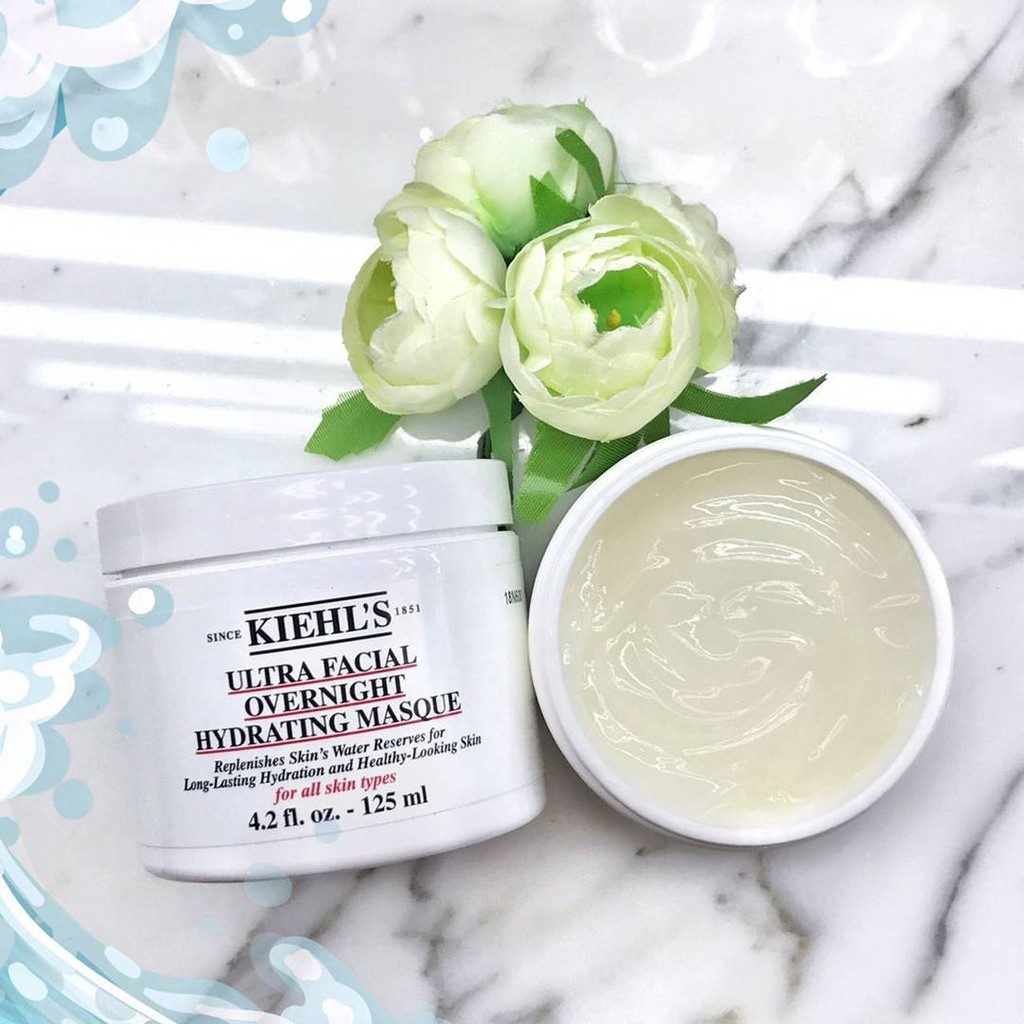 SINCE KIEHL'S 1851
ULTRA FACIAL
OVERNIGHT
HYDRATING MASQUE
Replenishes Skin's Water Reserves for
Long-Lasting Hydration and Healthy-Looking Skin
for all skin types
4.2 fl. oz. - 125 ml